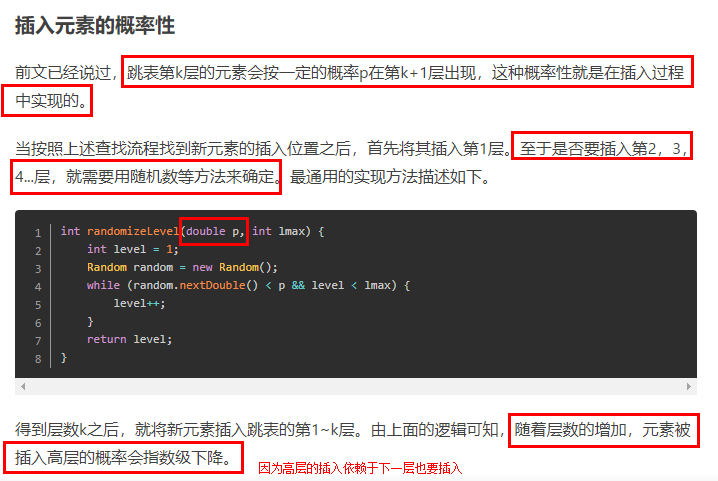 插入元素的概率性
前文已经说过，跳表第k层的元素会按一定的概率p在第k+1层出现，这种概率性就是在插入过程
中实现的。
当按照上述查找流程找到新元素的插入位置之后，首先将其插入第1层。至于是否要插入第2，3，
4...层，就需要用随机数等方法来确定。最通用的实现方法描述如下。
1 int randomizeLevel(double p, int lmax) {
2     int level = 1;
3     Random random = new Random();
4     while (random.nextDouble() < p && level < lmax) {
5         level++;
6     }
7     return level;
8 }
得到层数k之后，就将新元素插入跳表的第1~k层。由上面的逻辑可知，随着层数的增加，元素被
插入高层的概率会指数级下降。 因为高层的插入依赖于下一层也要插入